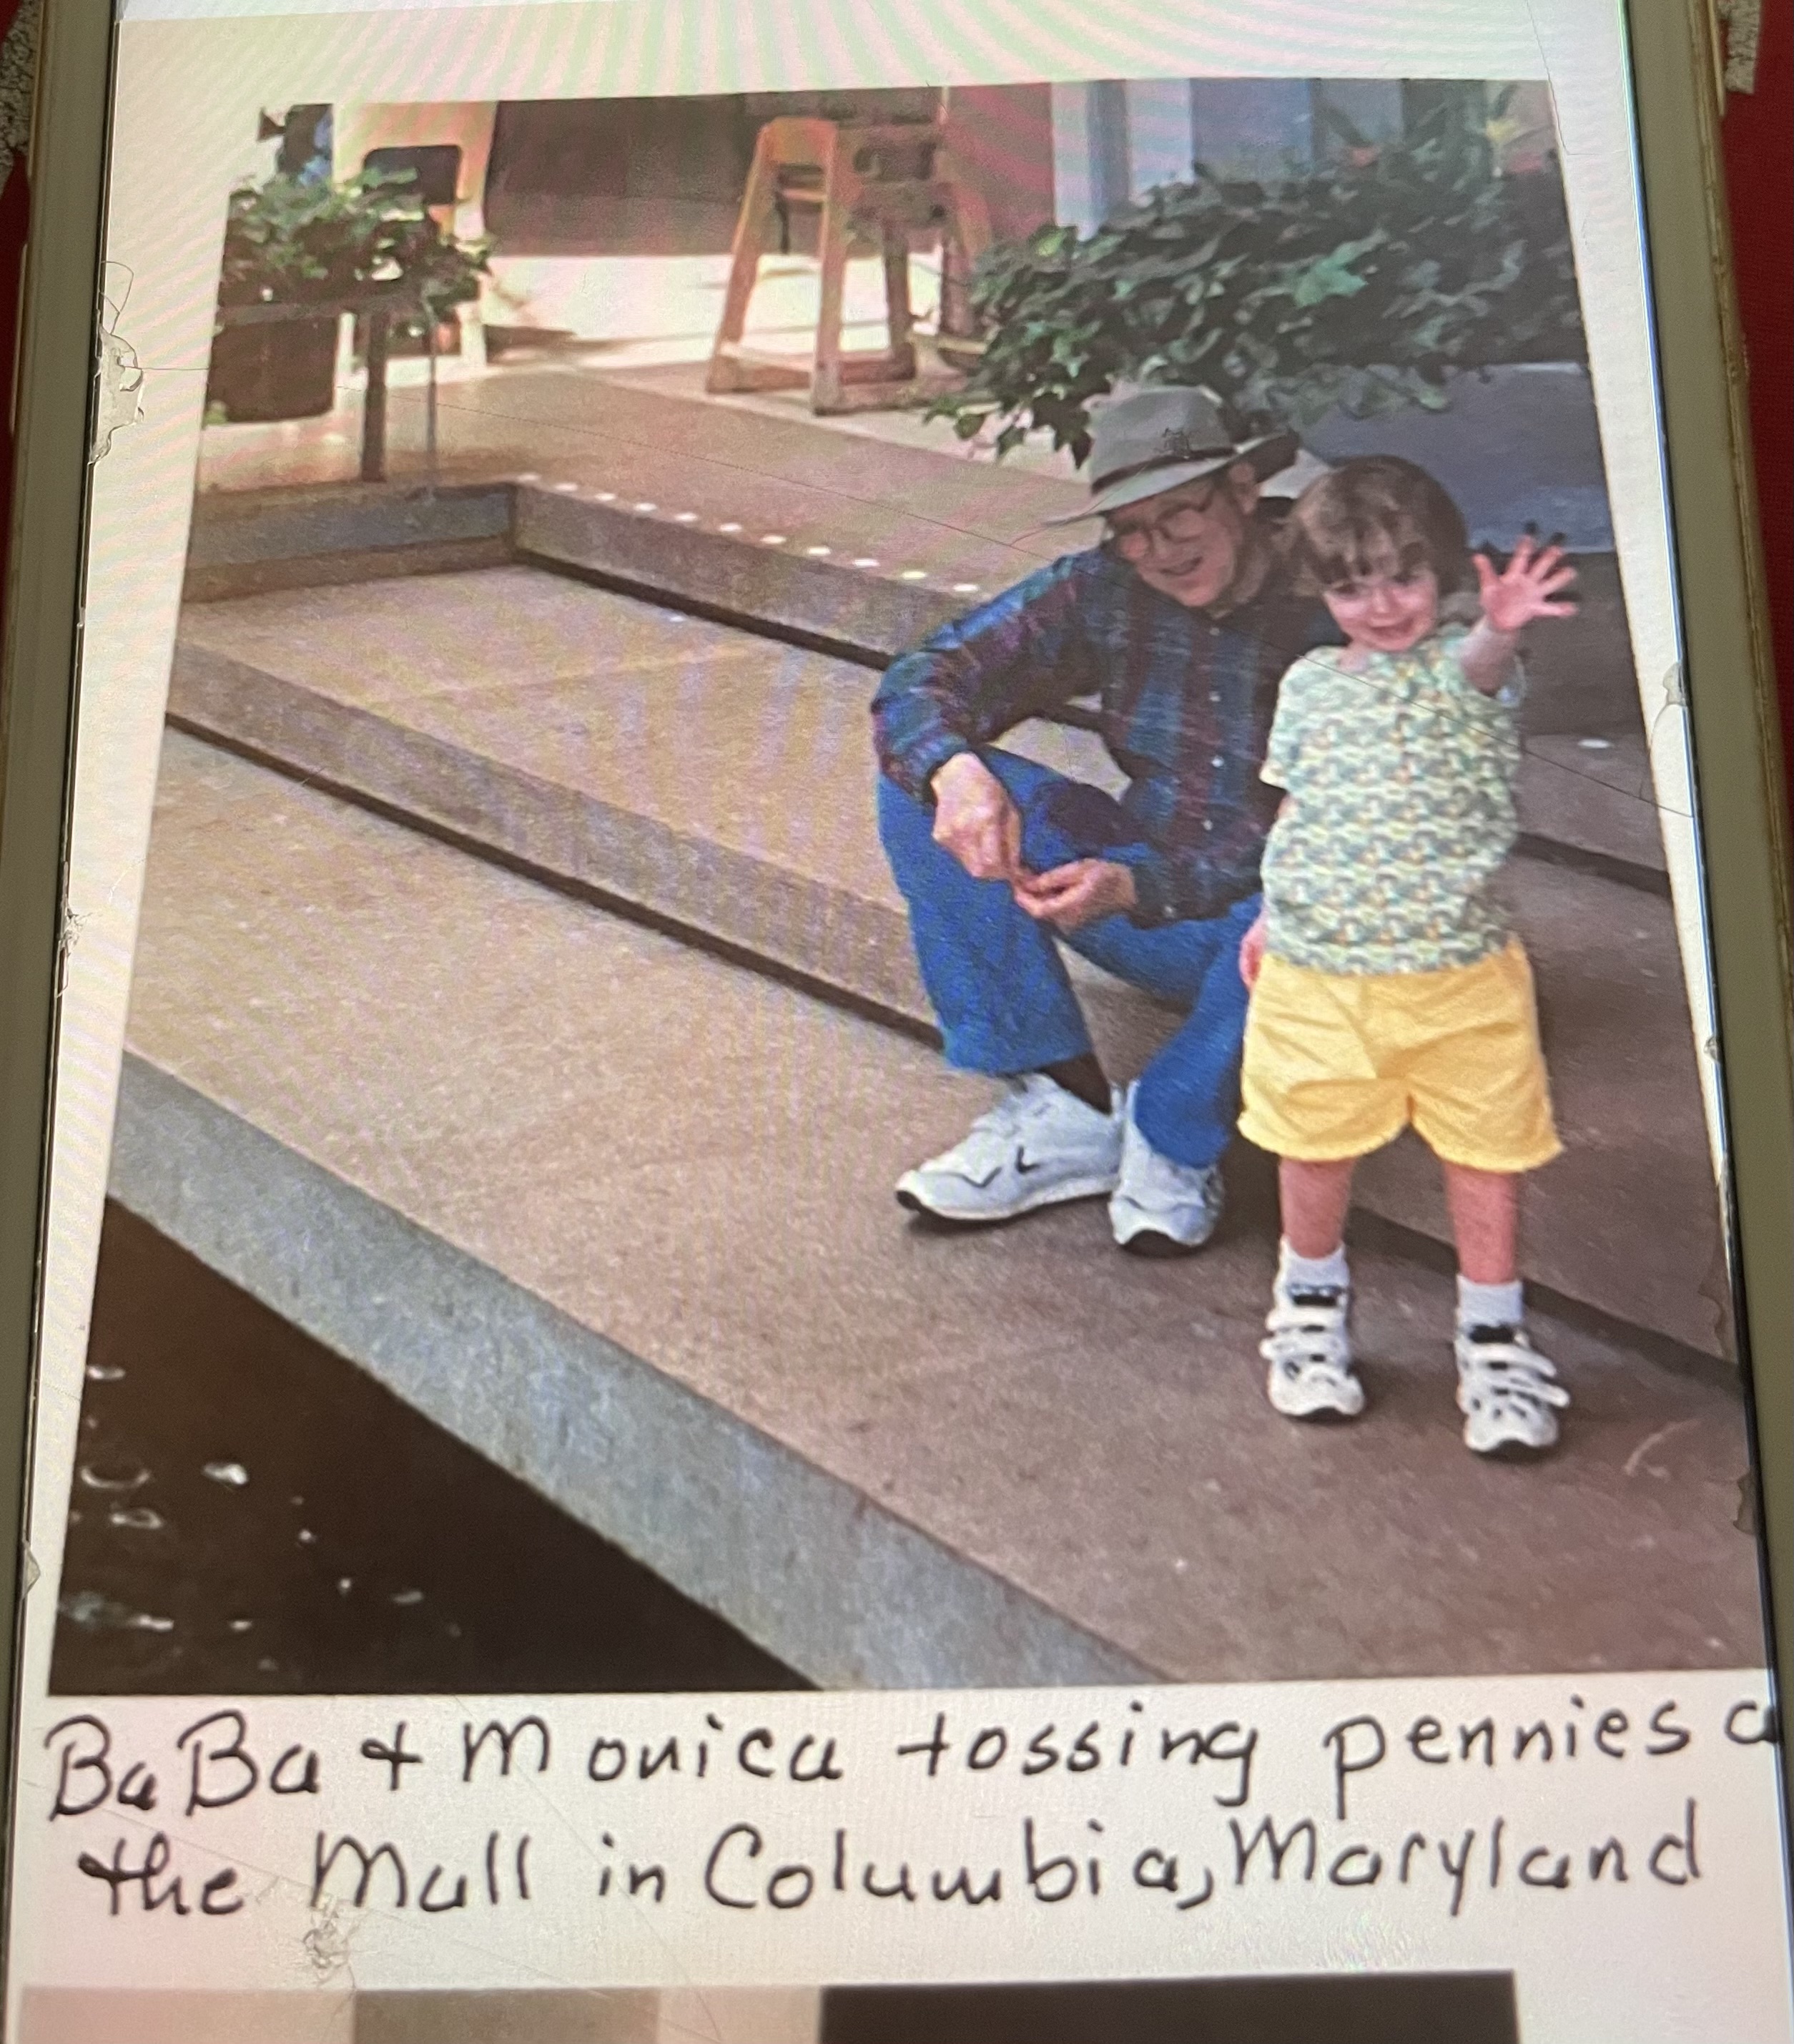 BaBa + Monica tossing pennies a
the Mall in Columbia, Maryland